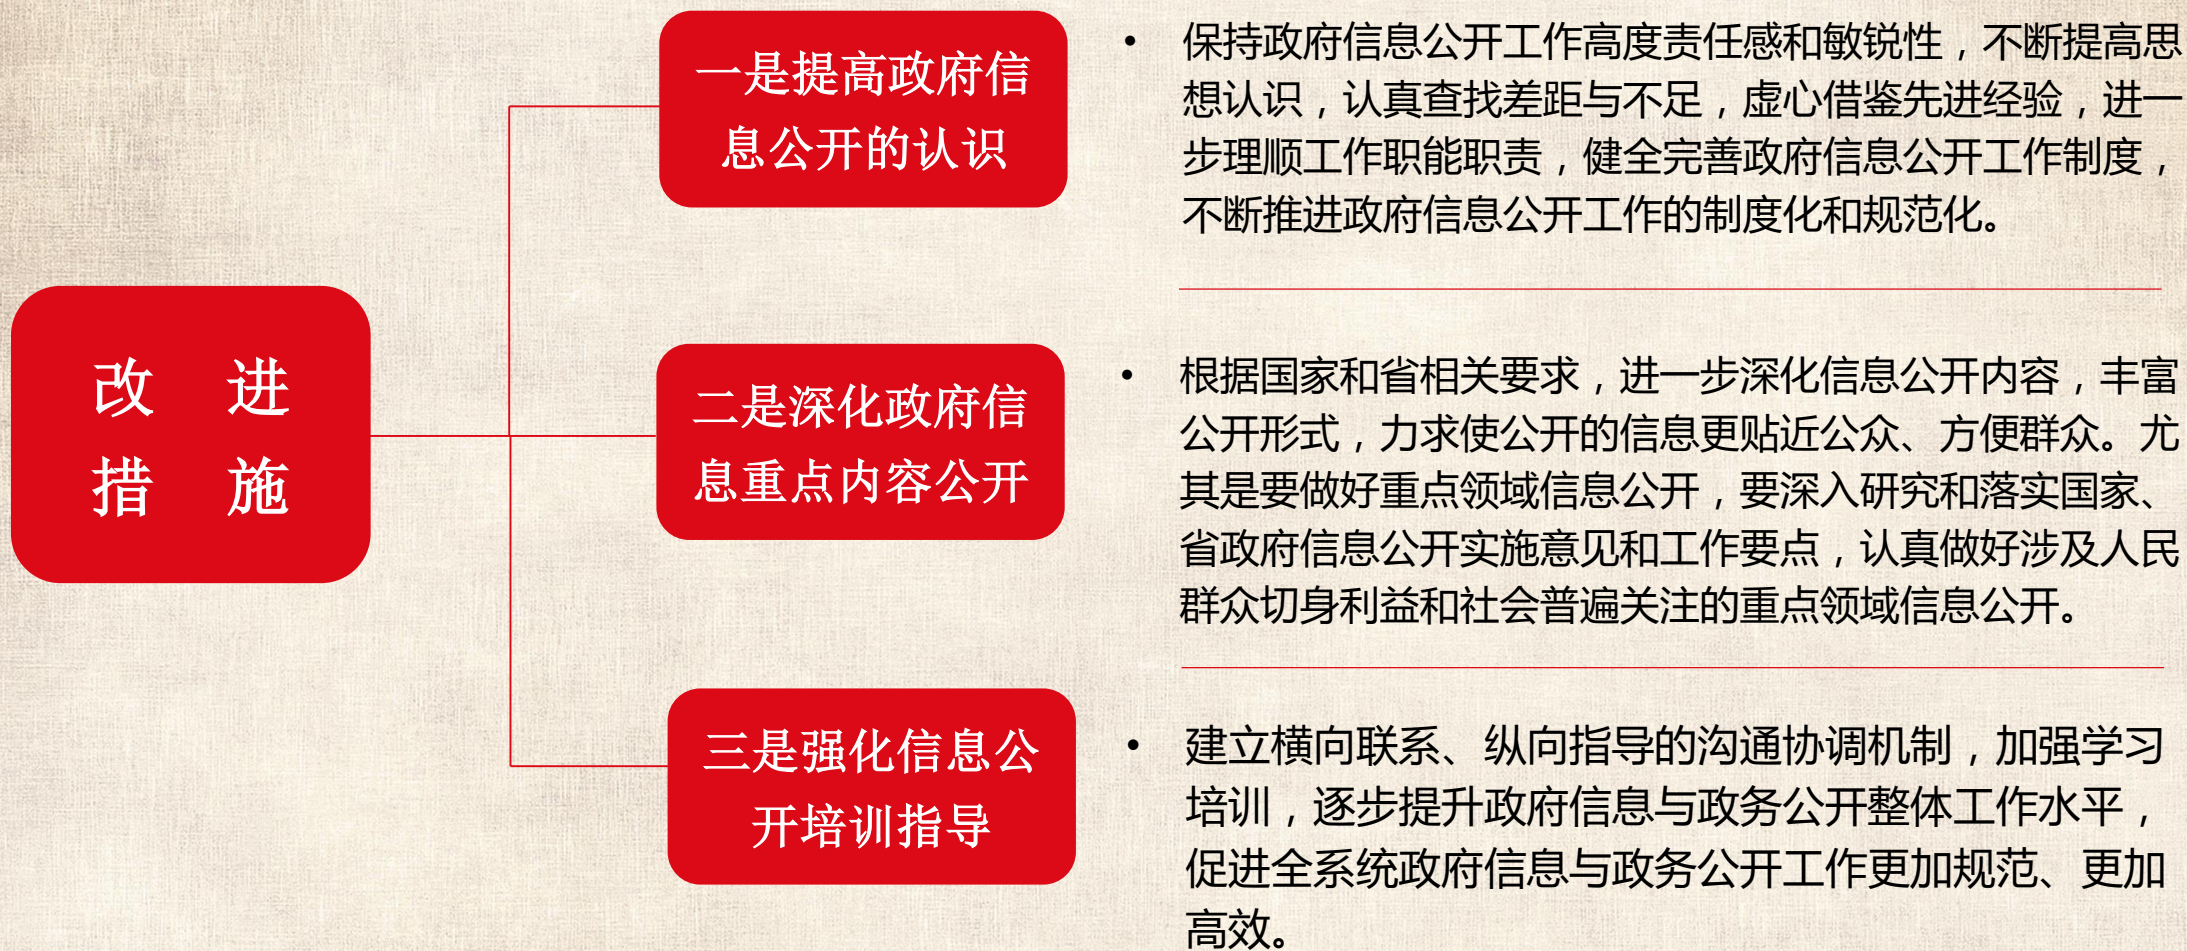 改 进
措 施
一是提高政府信
息公开的认识
• 保持政府信息公开工作高度责任感和敏锐性，不断提高思
想认识，认真查找差距与不足，虚心借鉴先进经验，进一
步理顺工作职能职责，健全完善政府信息公开工作制度，
不断推进政府信息公开工作的制度化和规范化。
二是深化政府信
息重点内容公开
• 根据国家和省相关要求，进一步深化信息公开内容，丰富
公开形式，力求使公开的信息更贴近公众、方便群众。尤
其是要做好重点领域信息公开，要深入研究和落实国家、
省政府信息公开实施意见和工作要点，认真做好涉及人民
群众切身利益和社会普遍关注的重点领域信息公开。
三是强化信息公
开培训指导
• 建立横向联系、纵向指导的沟通协调机制，加强学习
培训，逐步提升政府信息与政务公开整体工作水平，
促进全系统政府信息与政务公开工作更加规范、更加
高效。